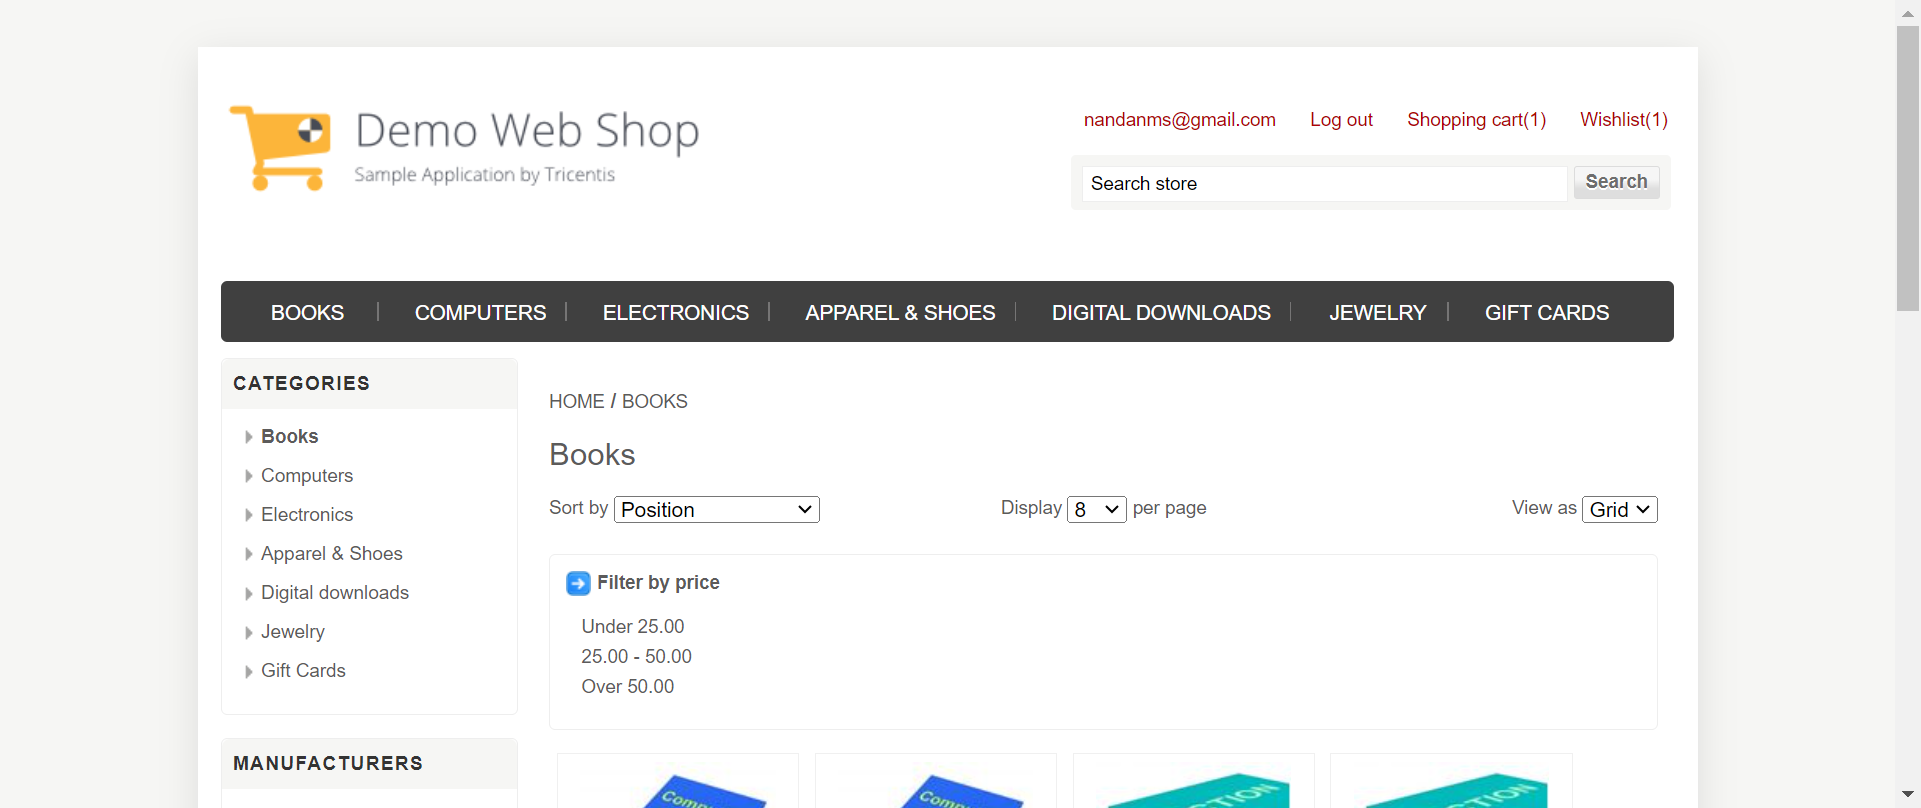 Demo Web Shop
Sample Application by Tricentis
nandanms@gmail.com Log out Shopping cart(1) Wishlist(1)
Search store Search
BOOKS COMPUTERS ELECTRONICS APPAREL & SHOES DIGITAL DOWNLOADS JEWELRY GIFT CARDS
CATEGORIES
Books
Computers
Electronics
Apparel & Shoes
Digital downloads
Jewelry
Gift Cards
MANUFACTURERS
HOME / BOOKS
Books
Sort by Position Display 8 per page View as Grid
Filter by price
Under 25.00
25.00 - 50.00
Over 50.00